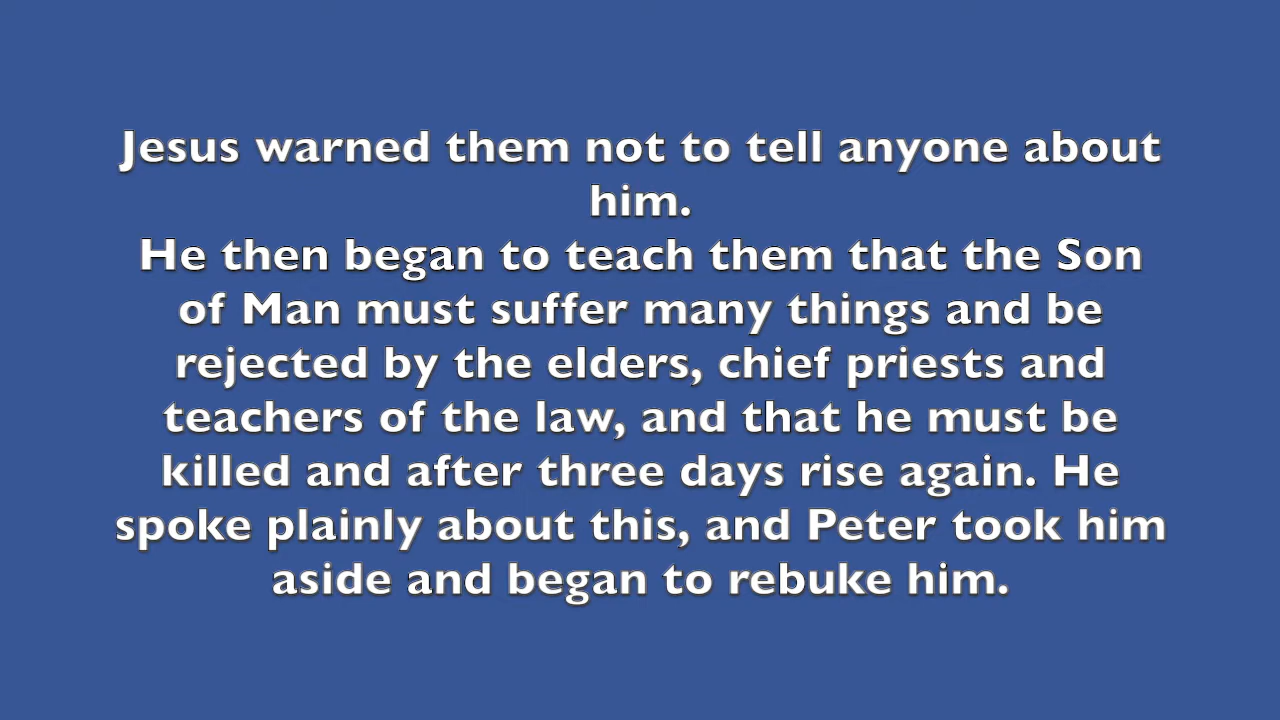 Jesus warned them not to tell anyone about
him.
He then began to teach them that the Son
of Man must suffer many things and be
rejected by the elders, chief priests and
teachers of the law, and that he must be
killed and after three days rise again. He
spoke plainly about this, and Peter took him
aside and began to rebuke him.